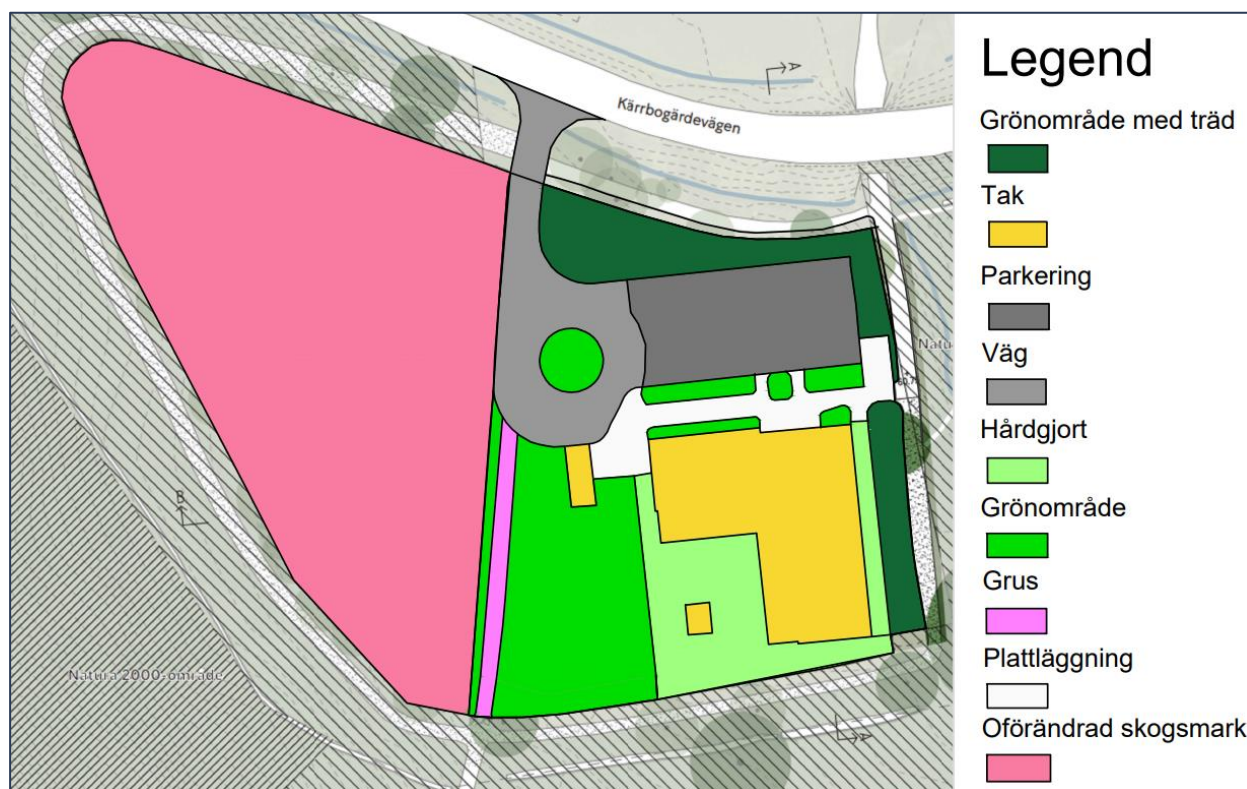 Kärrbogärdevägen
A
B
Natura 2000-område
A
Legend
Grönområde med träd
Tak
Parkering
Väg
Hårdgjort
Grönområde
Grus
Plattläggning
Oförändrad skogsmark